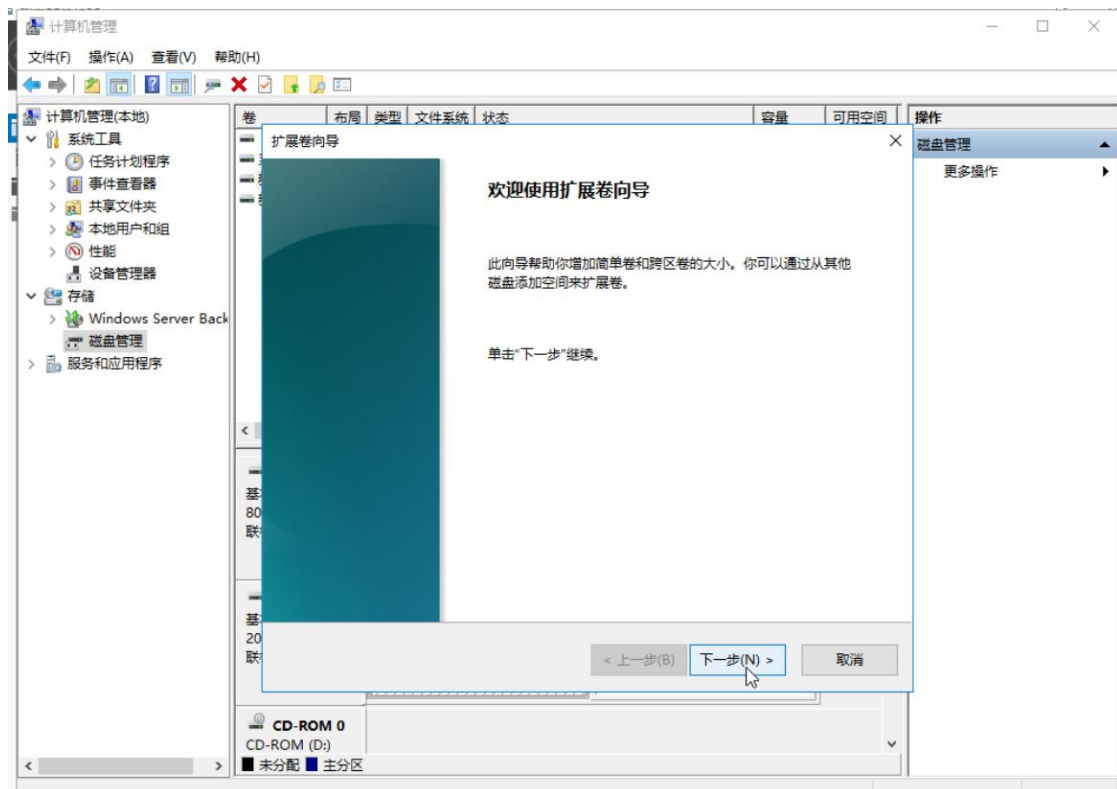 计算机管理
文件(F) 操作(A) 查看(V) 帮助(H)
计算机管理(本地)
系统工具
任务计划程序
事件查看器
共享文件夹
本地用户和组
性能
设备管理器
存储
Windows Server Back
磁盘管理
服务和应用程序
卷 布局 类型 文件系统 状态 容量 可用空间
扩展卷向导
欢迎使用扩展卷向导
此向导帮助你增加简单卷和跨区卷的大小。你可以通过从其他
磁盘添加空间来扩展卷。
单击"下一步"继续。
< 上一步(B) 下一步(N) > 取消
80
20
CD-ROM 0
CD-ROM (D:)
未分配 主分区
操作
磁盘管理
更多操作